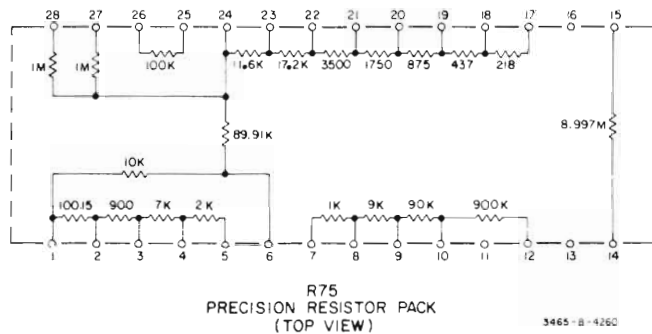 28 27 26 25 24 23 22 21 20 19 18 17 16 15
1M 1M 100K 11.6K 17.2K 3500 1750 875 437 218
89.91K 8.997M
10K
100.15 900 7K 2K 1K 9K 90K 900K
1 2 3 4 5 6 7 8 9 10 11 12 13 14
R75
PRECISION RESISTOR PACK
(TOP VIEW)
3465-B-4260